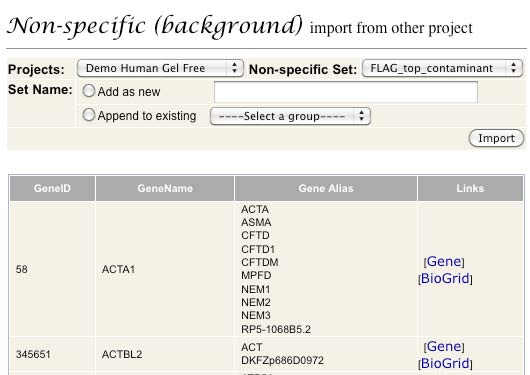 Non-specific (background) import from other project
Projects: Demo Human Gel Free Non-specific Set: FLAG_top_contaminant
Set Name: Add as new
Append to existing ----Select a group----
Import
GeneID GeneName Gene Alias Links
ACTA
ASMA
CFTD
CFTD1
58 ACTA1 CFTDM [Gene]
MPFD [BioGrid]
NEM1
NEM2
NEM3
RP5-1068B5.2
345651 ACTBL2 ACT [Gene]
DKFZp686D0972 [BioGrid]